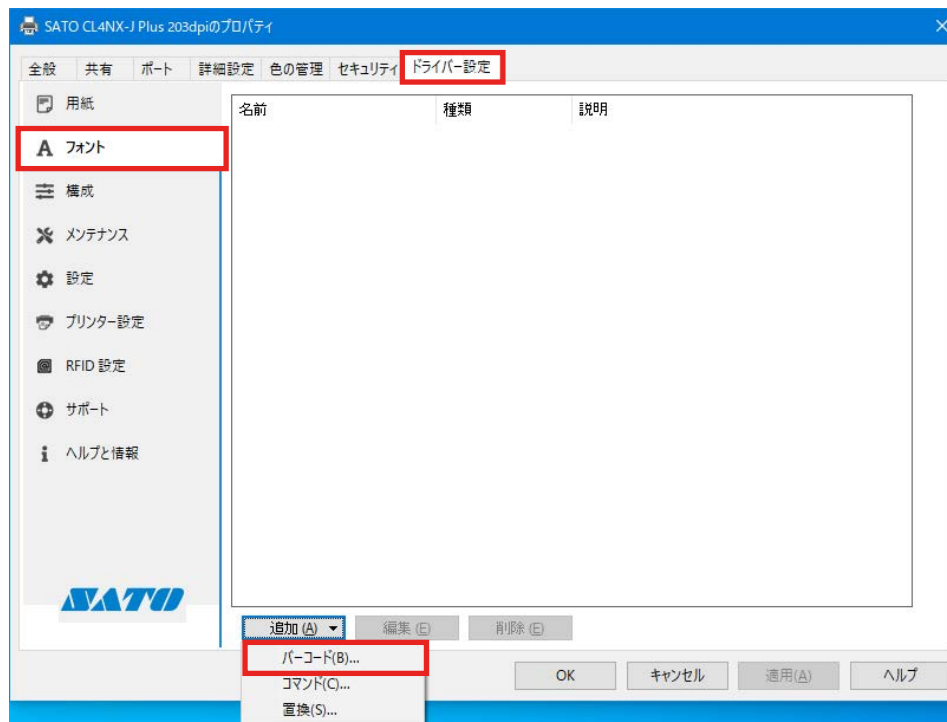 SATO CL4NX-J Plus 203dpiのプロパティ
全般 共有 ポート 詳細設定 色の管理 セキュリティ ドライバー設定
用紙
フォント
構成
メンテナンス
設定
プリンター設定
RFID 設定
サポート
ヘルプと情報
SATO
名前 種類 説明
追加(A) 編集(E) 削除(E)
バーコード(B)...
コマンド(C)...
置換(S)...
OK キャンセル 適用(A) ヘルプ